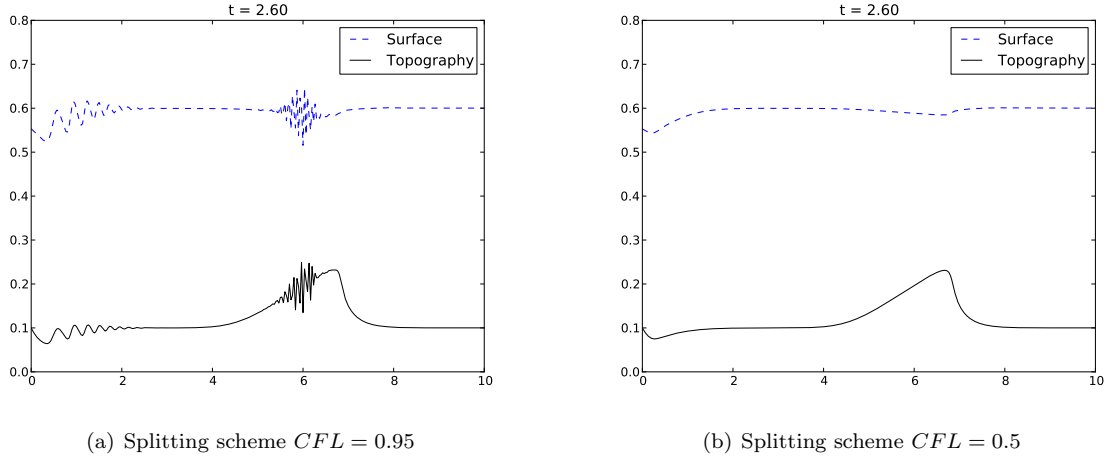 t = 2.60
Surface
Topography
0.8
0.7
0.6
0.5
0.4
0.3
0.2
0.1
0.0
0 2 4 6 8 10
(a) Splitting scheme CFL = 0.95
t = 2.60
Surface
Topography
0.8
0.7
0.6
0.5
0.4
0.3
0.2
0.1
0.0
0 2 4 6 8 10
(b) Splitting scheme CFL = 0.5